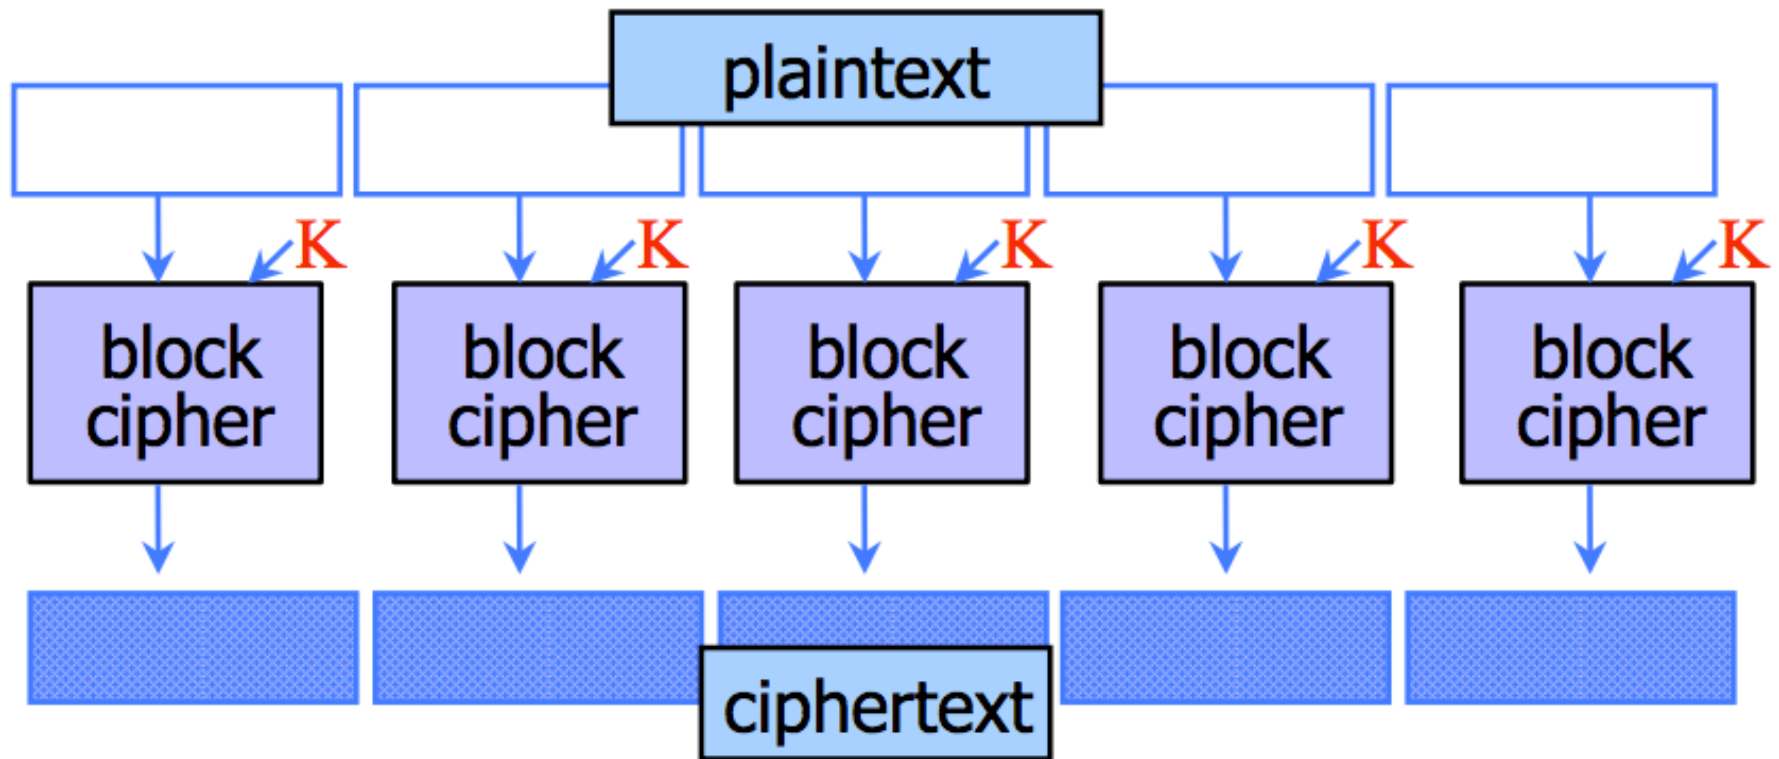 plaintext
K K K K K
block block block block block
cipher cipher cipher cipher cipher
ciphertext